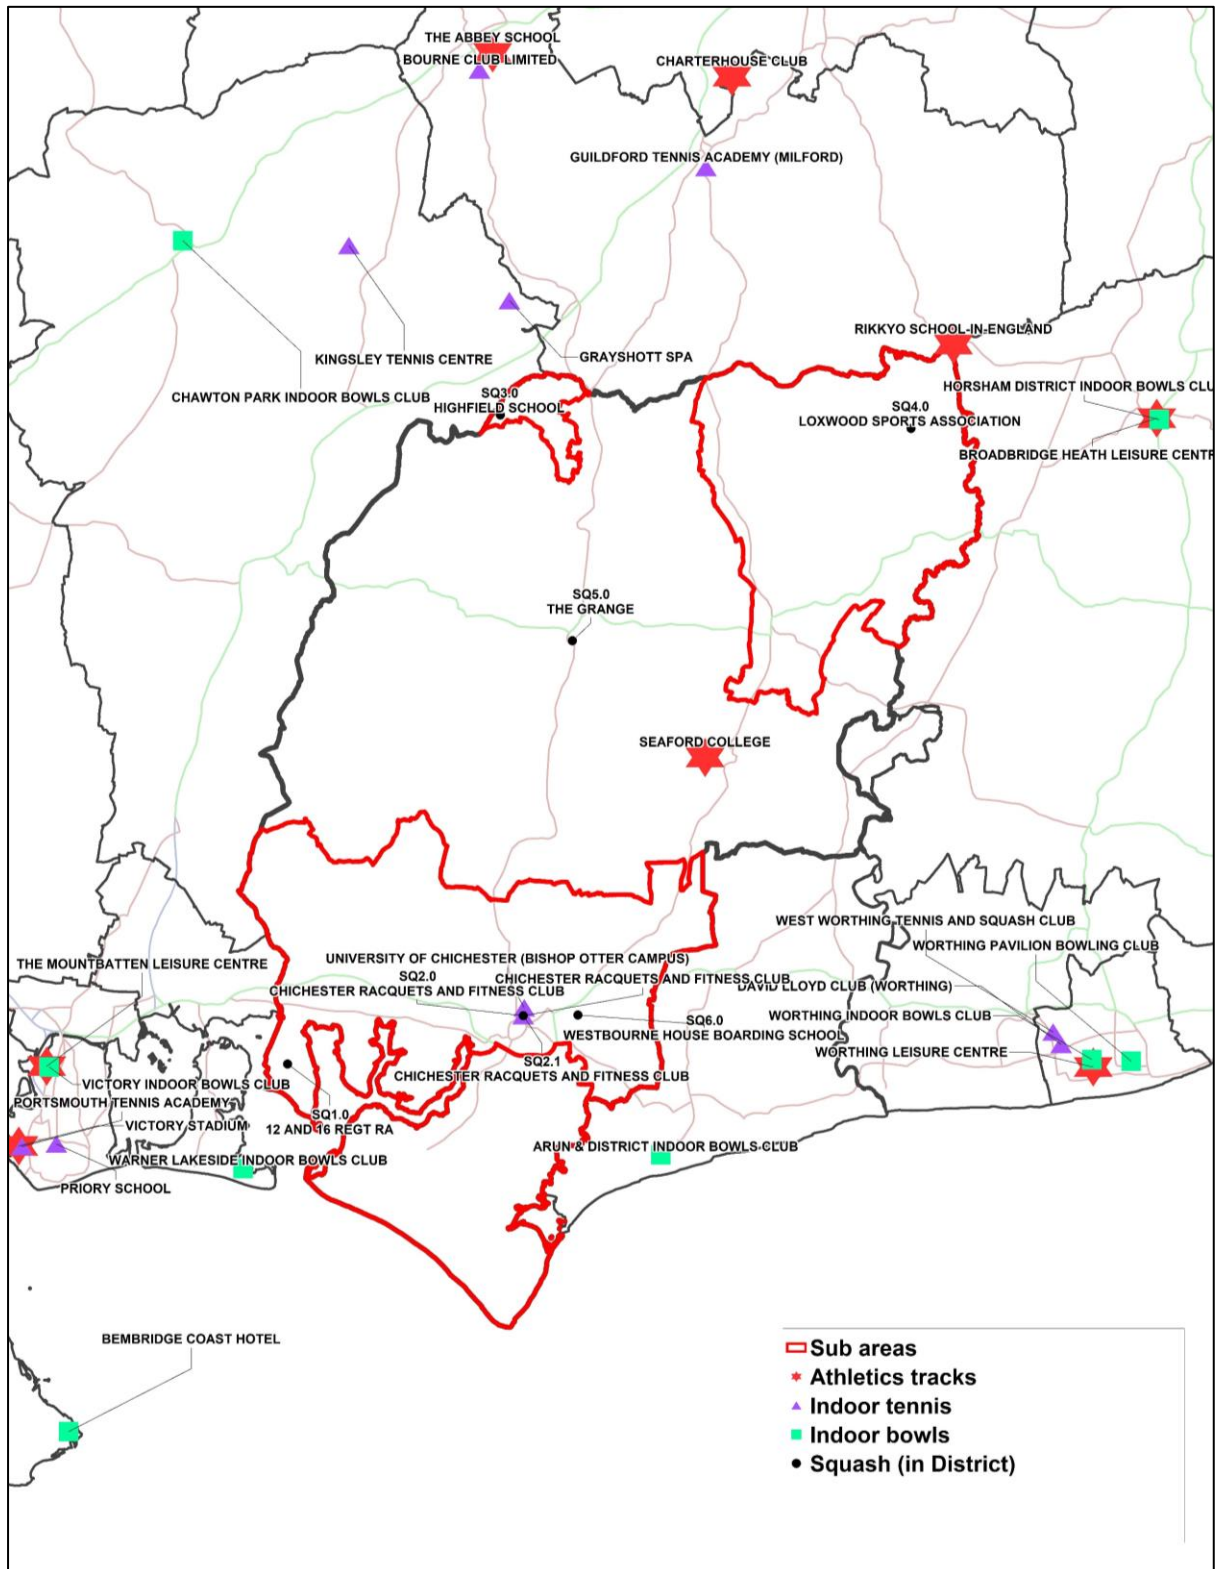 THE ABBEY SCHOOL
BOURNE CLUB LIMITED
CHARTERHOUSE CLUB
GUILDFORD TENNIS ACADEMY (MILFORD)
RIKKYO SCHOOL-IN ENGLAND
KINGSLEY TENNIS CENTRE
GRAYSHOTT SPA
CHAWTON PARK INDOOR BOWLS CLUB
SQ3.0
HIGHFIELD SCHOOL
HORSHAM DISTRICT INDOOR BOWLS CLU
SQ4.0
LOXWOOD SPORTS ASSOCIATION
BROADBRIDGE HEATH LEISURE CENTR
SQ5.0
THE GRANGE
SEAFORD COLLEGE
WEST WORTHING TENNIS AND SQUASH CLUB
WORTHING PAVILION BOWLING CLUB
THE MOUNTBATTEN LEISURE CENTRE
UNIVERSITY OF CHICHESTER (BISHOP OTTER CAMPUS)
SQ2.0
CHICHESTER RACQUETS AND FITNESS CLUB
CHICHESTER RACQUETS AND FITNESS CLUB
DAVID LLOYD CLUB (WORTHING)
WORTHING INDOOR BOWLS CLUB
SQ6.0
WESTBOURNE HOUSE BOARDING SCHOOL
WORTHING LEISURE CENTRE
SQ2.1
CHICHESTER RACQUETS AND FITNESS CLUB
VICTORY INDOOR BOWLS CLUB
PORTSMOUTH TENNIS ACADEMY
VICTORY STADIUM
SQ1.0
12 AND 16 REGT RA
ARUN & DISTRICT INDOOR BOWLS CLUB
WARNER LAKESIDE INDOOR BOWLS CLUB
PRIORY SCHOOL
BEMBRIDGE COAST HOTEL
Sub areas
Athletics tracks
Indoor tennis
Indoor bowls
Squash (in District)